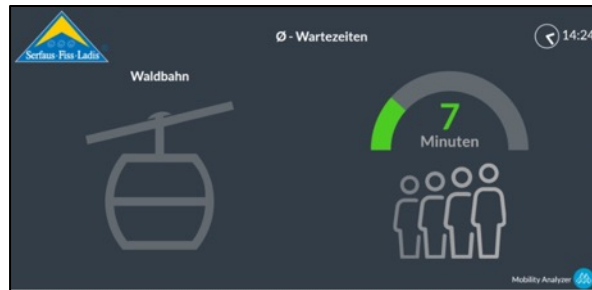 Serfaus-Fiss-Ladis
Ø - Wartezeiten
14:24
Waldbahn
7
Minuten
Mobility Analyzer